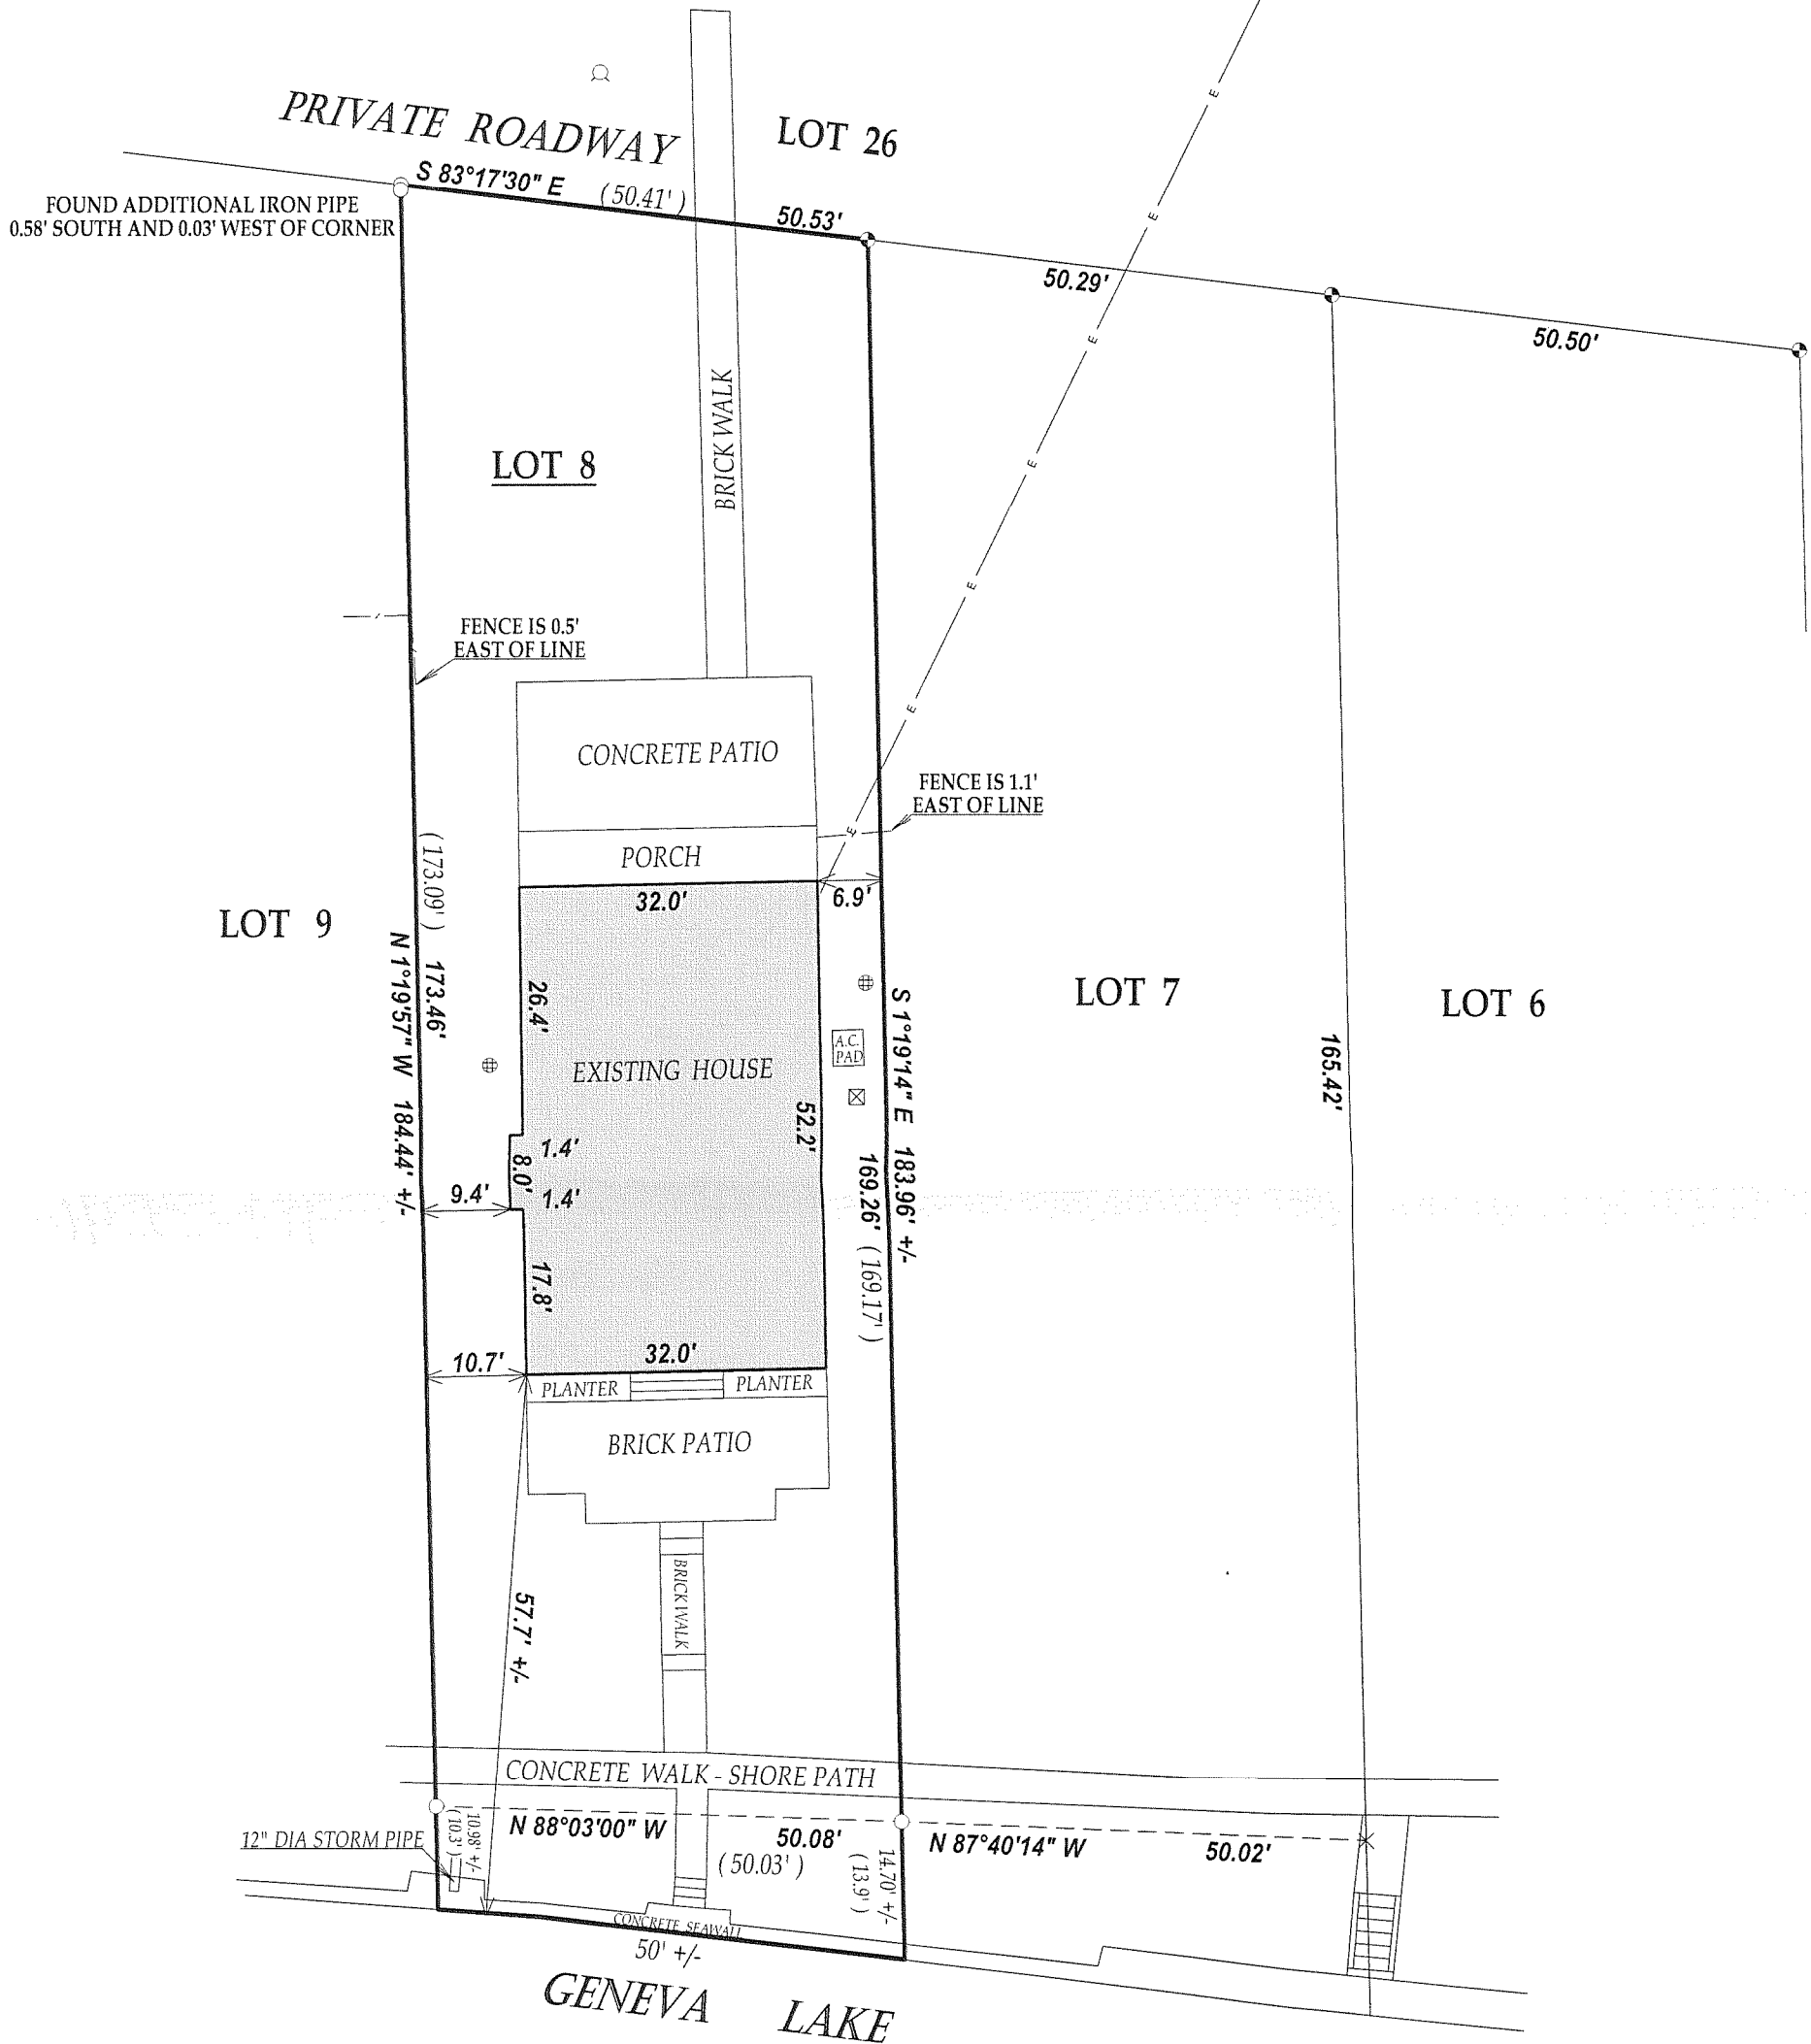 PRIVATE ROADWAY
LOT 26
S 83°17'30" E
( 50.41' )
50.53'
FOUND ADDITIONAL IRON PIPE
0.58' SOUTH AND 0.03' WEST OF CORNER
50.29'
50.50'
E
E
E
E
E
E
E
BRICK WALK
LOT 8
FENCE IS 0.5'
EAST OF LINE
CONCRETE PATIO
FENCE IS 1.1'
EAST OF LINE
PORCH
32.0'
6.9'
LOT 9
( 173.09' ) 173.46'
N 1°19'57" W 184.44' +/-
26.4'
EXISTING HOUSE
A.C.
PAD
S 1°19'14" E 183.96' +/-
169.26' ( 169.17' )
LOT 7
LOT 6
165.42'
52.2'
1.4'
8.0'
1.4'
9.4'
17.8'
10.7'
32.0'
PLANTER
PLANTER
BRICK PATIO
BRICK WALK
57.7' +/-
CONCRETE WALK - SHORE PATH
N 88°03'00" W
50.08'
( 50.03' )
N 87°40'14" W
50.02'
12" DIA STORM PIPE
10.98' +/-
( 10.3' )
14.70' +/-
( 13.9' )
CONCRETE SEAWALL
50' +/-
GENEVA LAKE